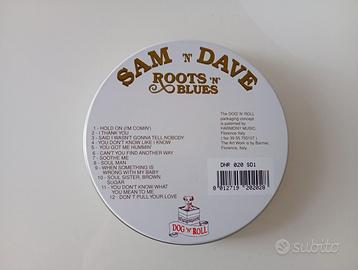 SAM 'N' DAVE
ROOTS 'N'
BLUES
1 - HOLD ON (I'M COMIN')
2 - I THANK YOU
3 - SAID I WASN'T GONNA TELL NOBODY
4 - YOU DON'T KNOW LIKE I KNOW
5 - YOU GOT ME HUMMIN'
6 - CAN'T YOU FIND ANOTHER WAY
7 - SOOTHE ME
8 - SOUL MAN
9 - WHEN SOMETHING IS
WRONG WITH MY BABY
10 - SOUL SISTER, BROWN
SUGAR
11 - YOU DON'T KNOW WHAT
YOU MEAN TO ME
12 - DON'T PULL YOUR LOVE
The DOG 'N' ROLL
packaging concept
is patented by
HARMONY MUSIC,
Florence Italy
The Art Work is by Barmar,
Florence, Italy
DNR 020 SD1
8 012719 202028
DOG 'N' ROLL
subito